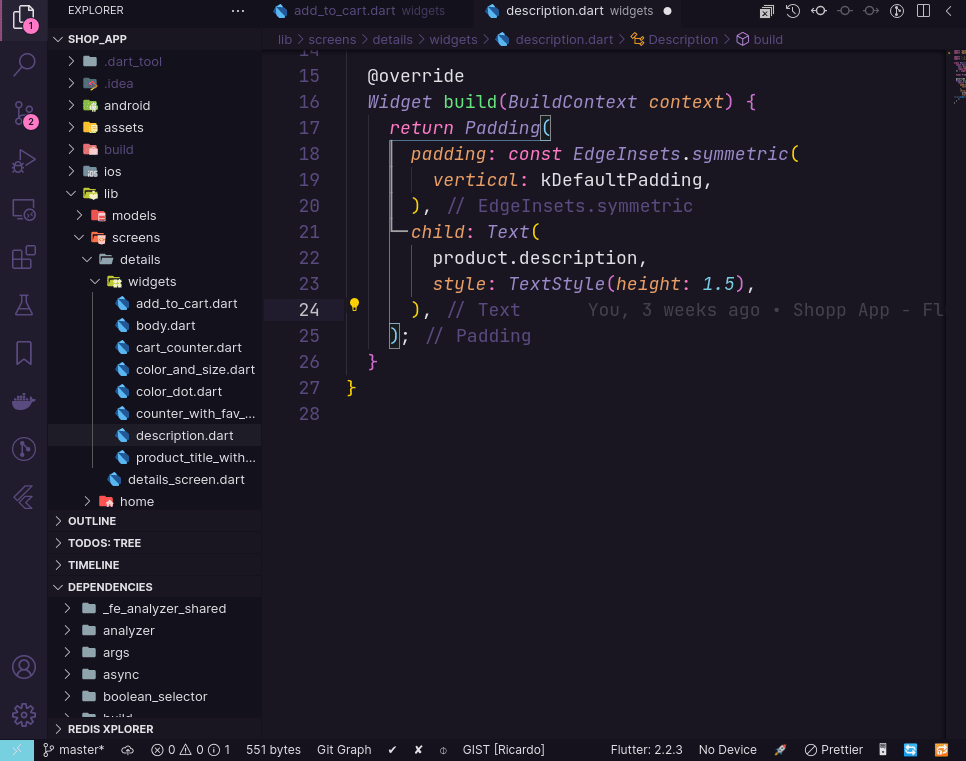 EXPLORER
SHOP_APP
.dart_tool
.idea
android
assets
build
ios
lib
models
screens
details
widgets
add_to_cart.dart
body.dart
cart_counter.dart
color_and_size.dart
color_dot.dart
counter_with_fav_...
description.dart
product_title_with...
details_screen.dart
home
OUTLINE
TODOS: TREE
TIMELINE
DEPENDENCIES
_fe_analyzer_shared
analyzer
args
async
boolean_selector
build
REDIS XPLORER
1
2
add_to_cart.dart widgets
description.dart widgets
lib > screens > details > widgets > description.dart > Description > build
14
15 @override
16 Widget build(BuildContext context) {
17 return Padding(
18 padding: const EdgeInsets.symmetric(
19 vertical: kDefaultPadding,
20 ), // EdgeInsets.symmetric
21 child: Text(
22 product.description,
23 style: TextStyle(height: 1.5),
24 ), // Text You, 3 weeks ago • Shopp App - Fl
25 ); // Padding
26 }
27 }
28
master* 0 0 1 551 bytes Git Graph ✔ ✘ GIST [Ricardo] Flutter: 2.2.3 No Device Prettier